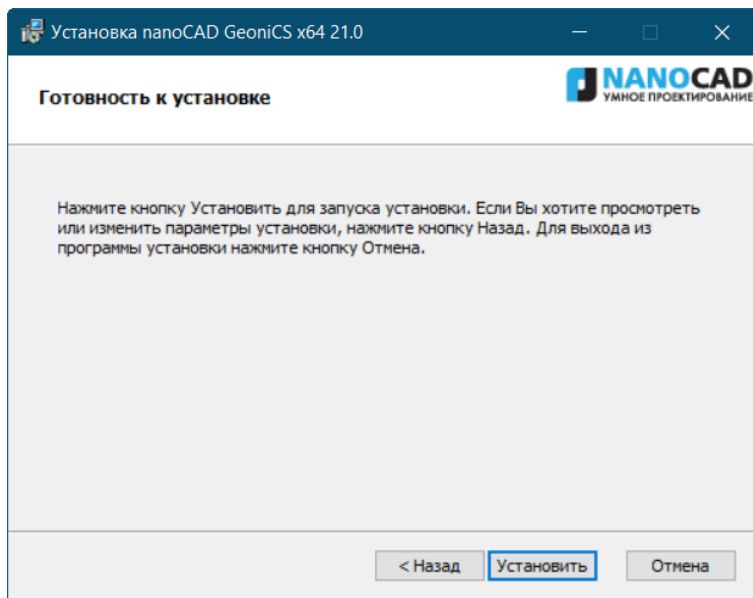 Установка nanoCAD GeoniCS x64 21.0
Готовность к установке
NANOCAD
УМНОЕ ПРОЕКТИРОВАНИЕ
Нажмите кнопку Установить для запуска установки. Если Вы хотите просмотреть
или изменить параметры установки, нажмите кнопку Назад. Для выхода из
программы установки нажмите кнопку Отмена.
< Назад
Установить
Отмена